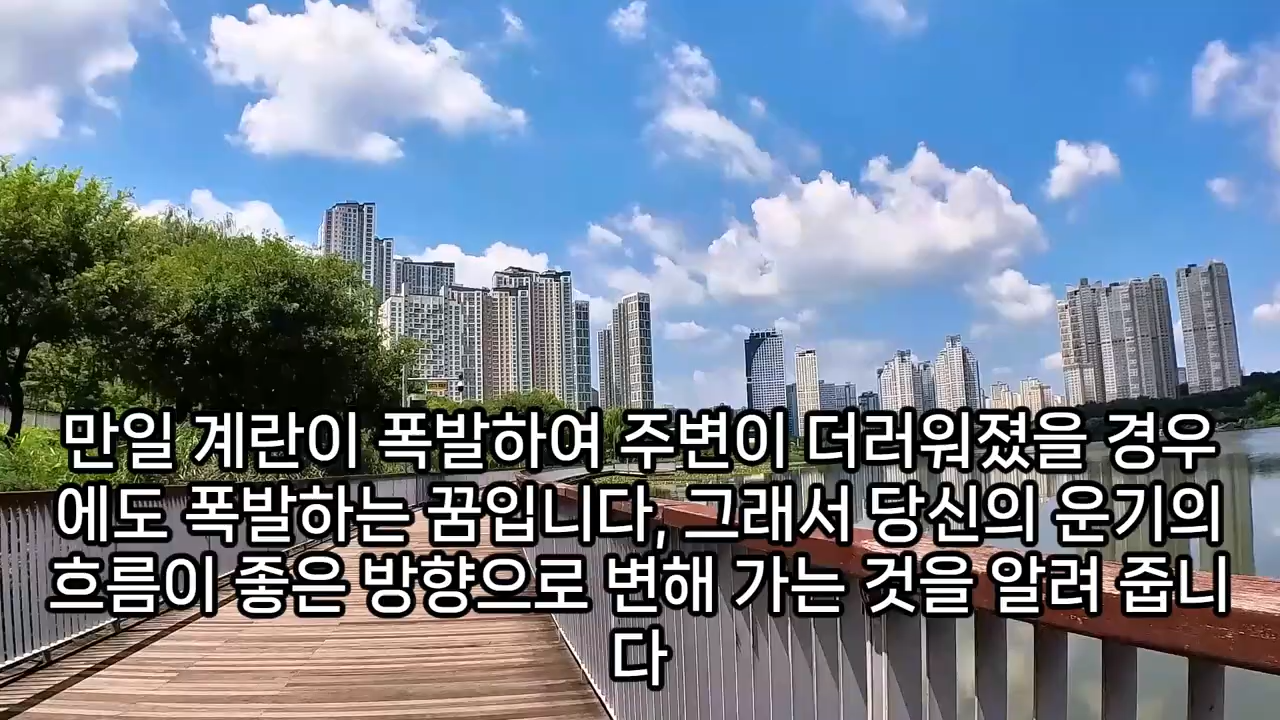 만일 계란이 폭발하여 주변이 더러워졌을 경우
에도 폭발하는 꿈입니다, 그래서 당신의 운기의
흐름이 좋은 방향으로 변해 가는 것을 알려 줍니
다